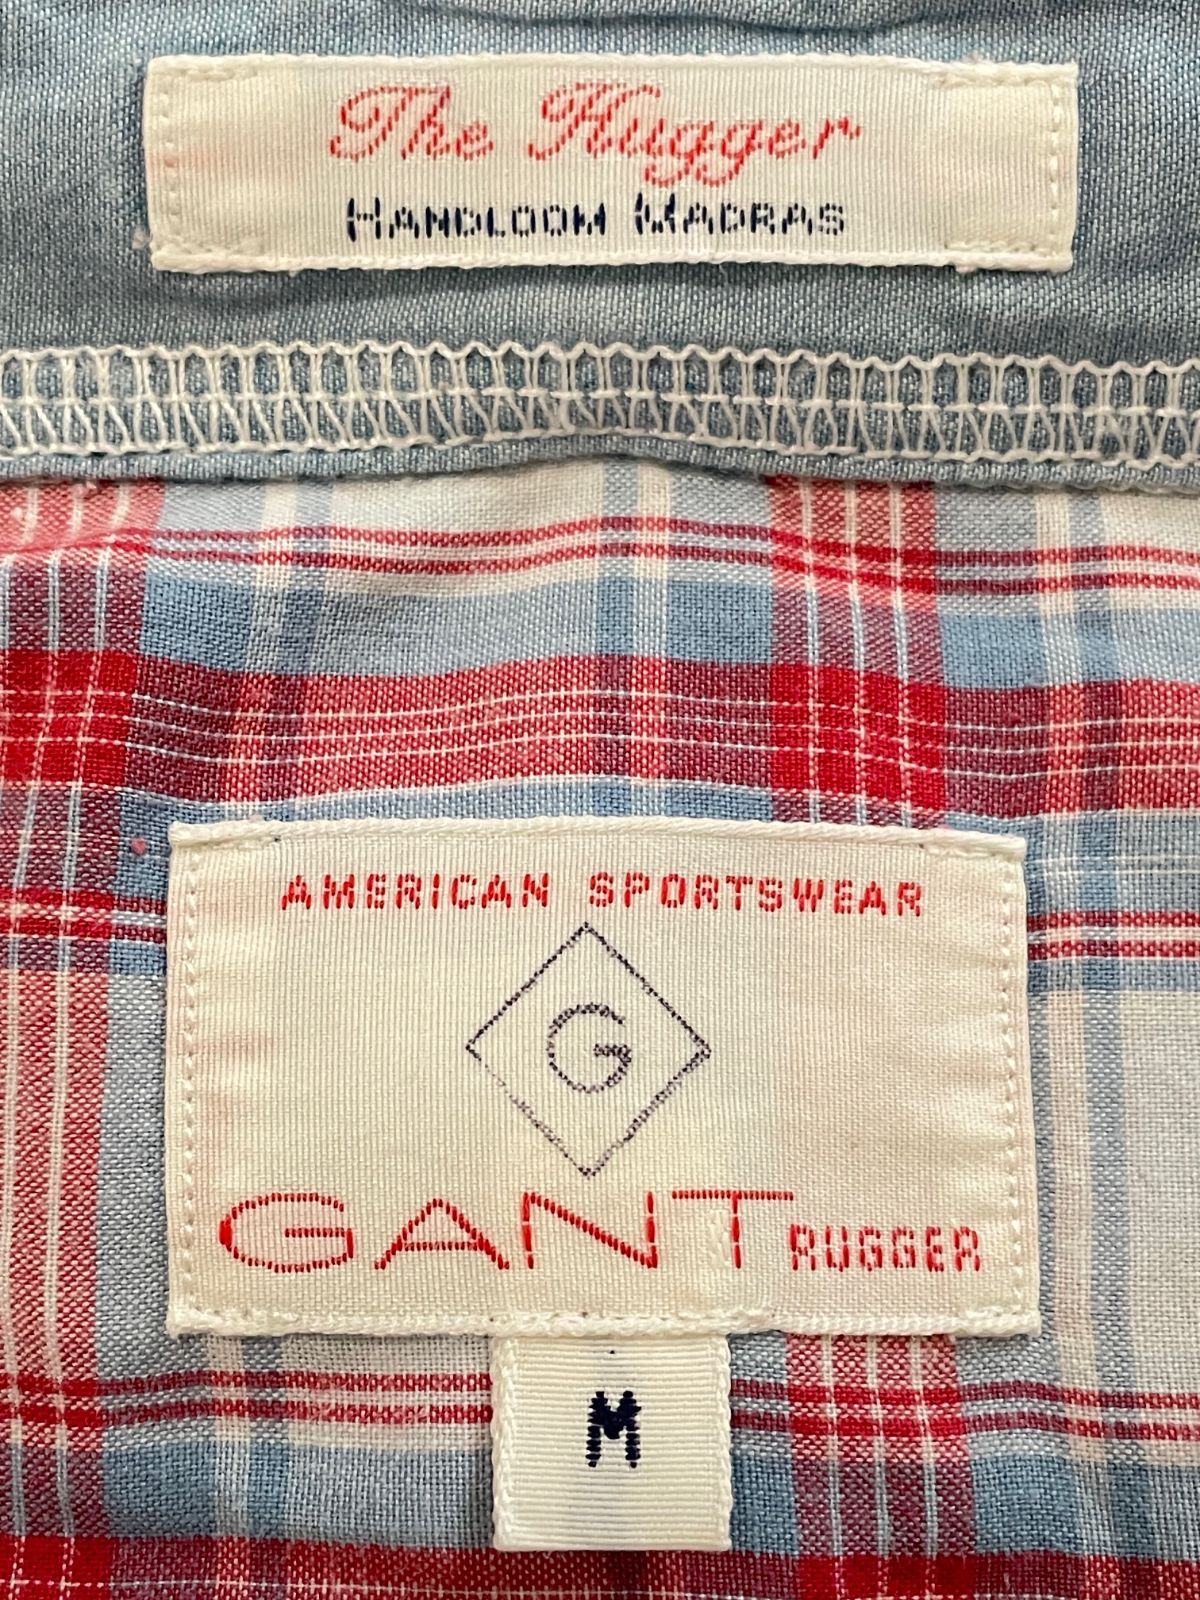 The Hugger
HANDLOOM MADRAS
AMERICAN SPORTSWEAR
G
GANT RUGGER
M